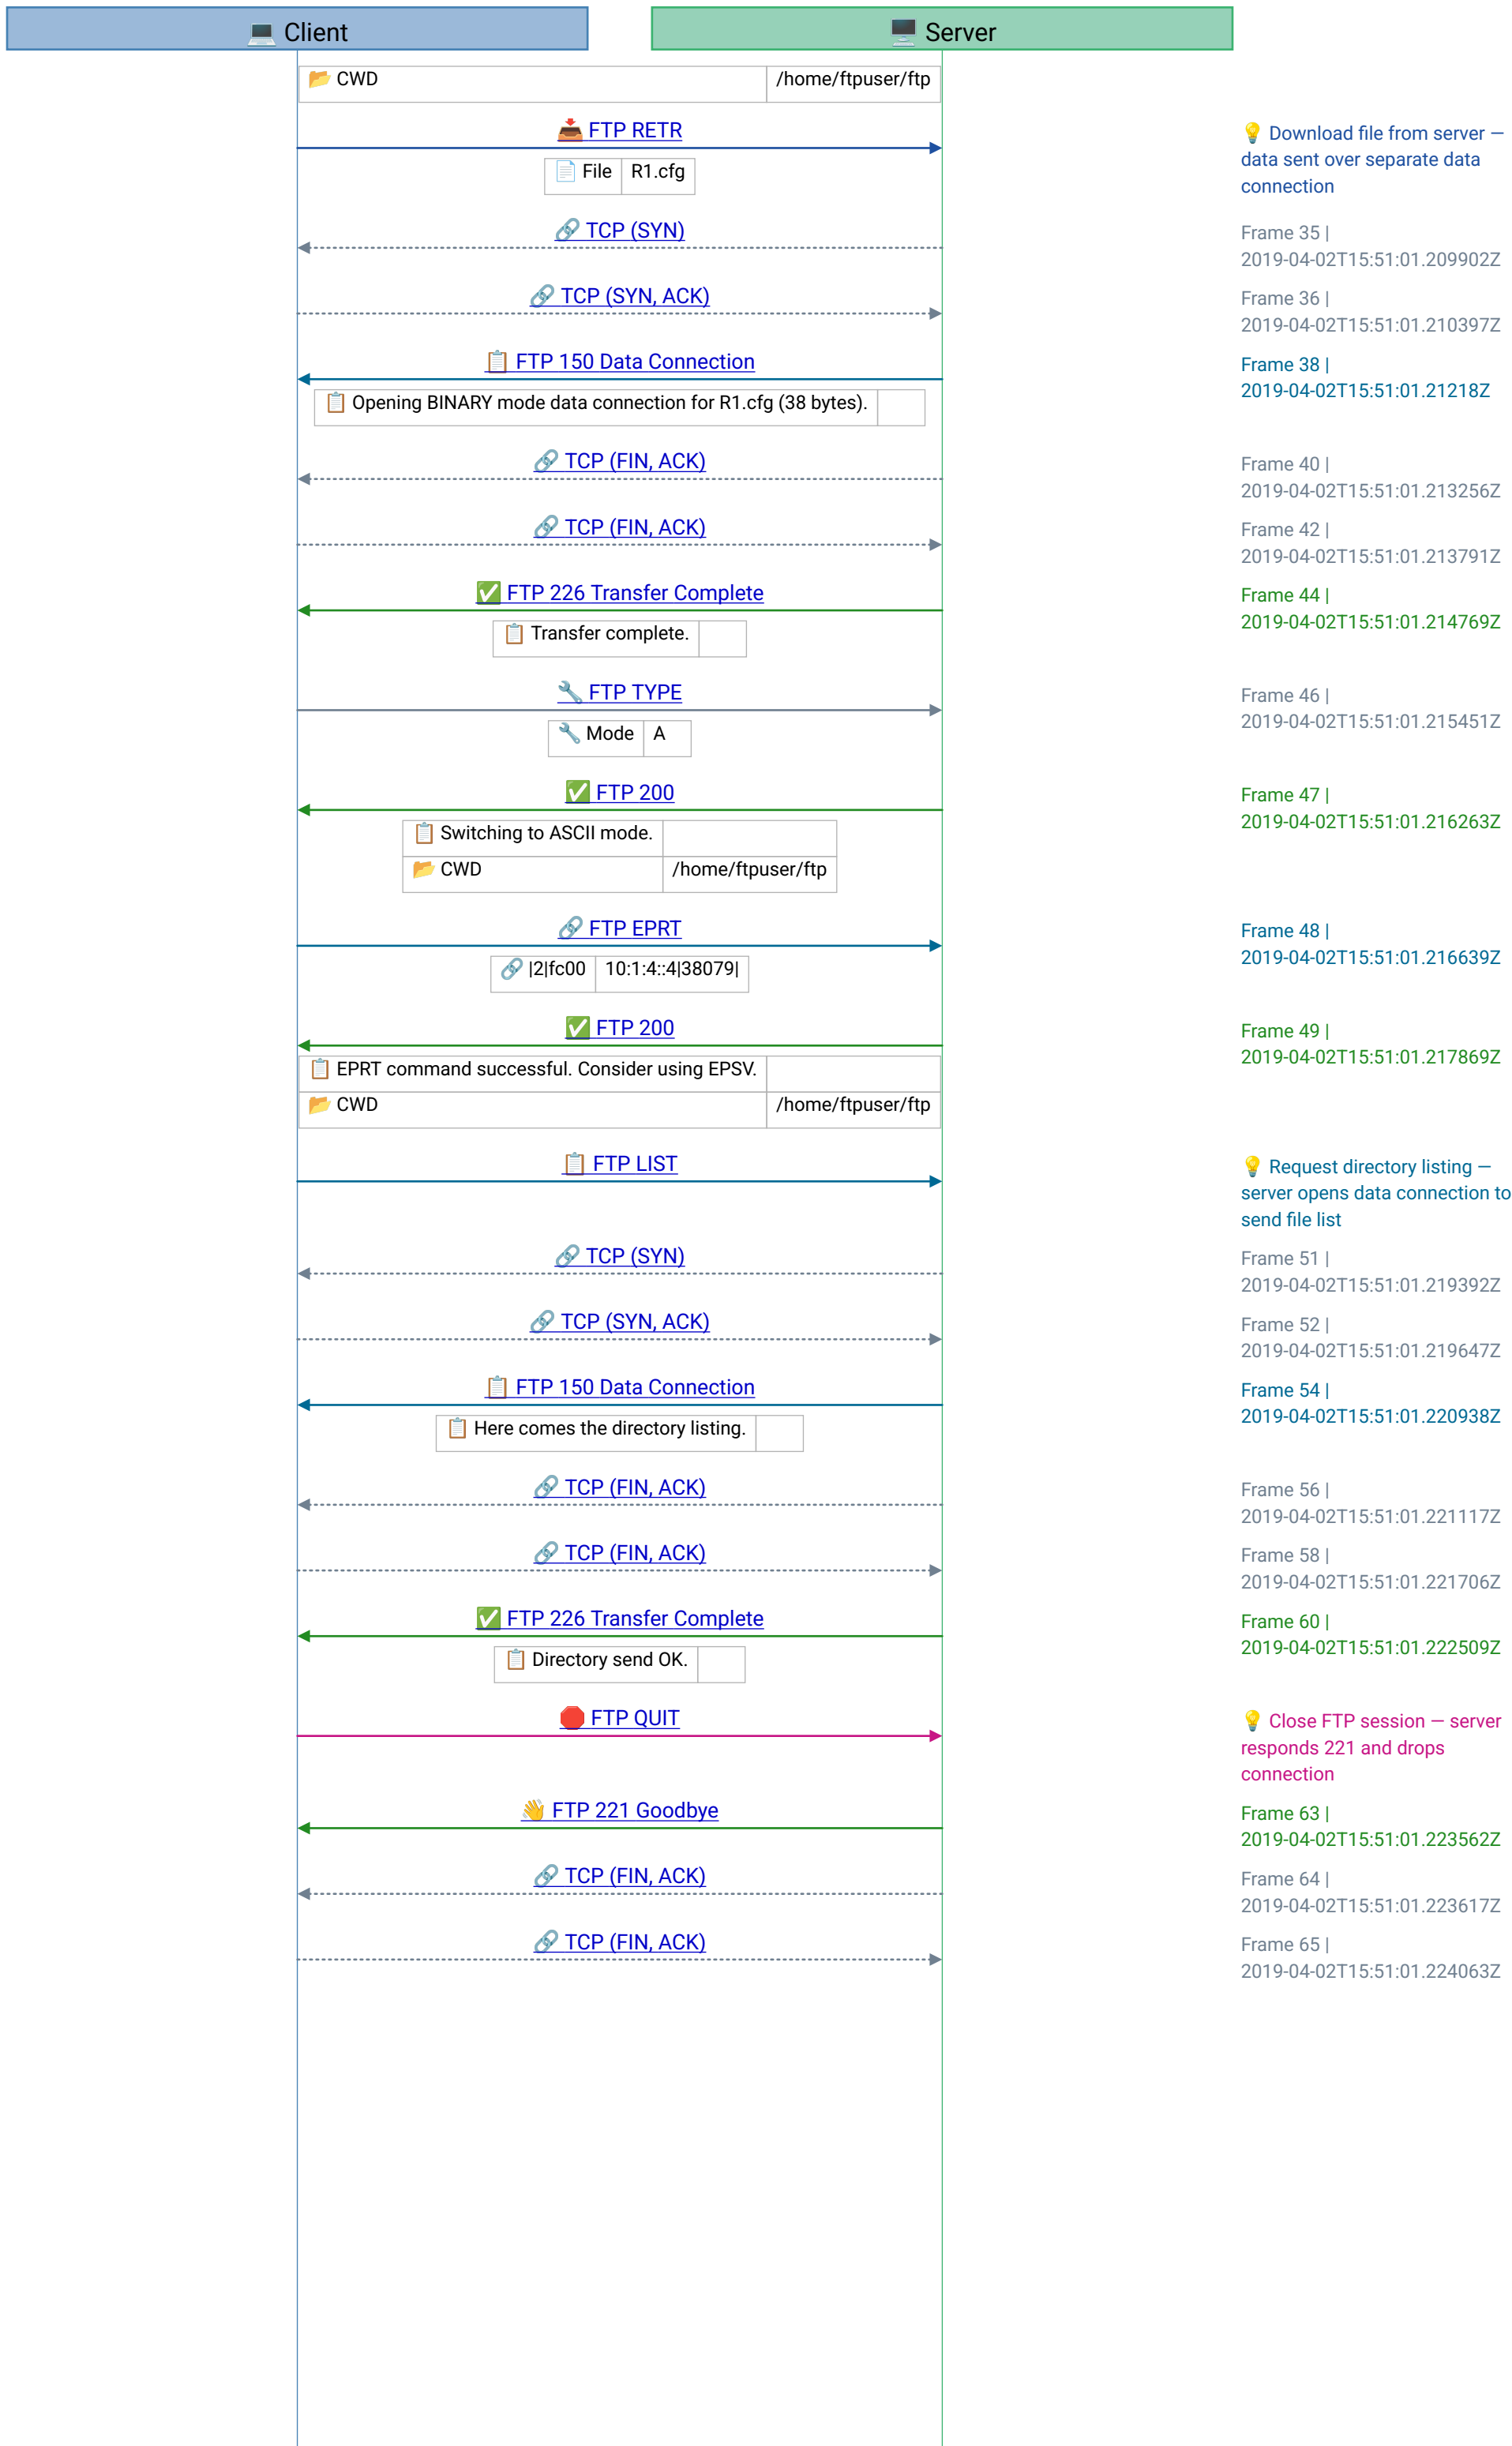 💻 Client
🖥️ Server
📂 CWD /home/ftpuser/ftp
📥 FTP RETR
💡 Download file from server —
data sent over separate data
connection
📄 File R1.cfg
🔗 TCP (SYN)
Frame 35 |
2019-04-02T15:51:01.209902Z
🔗 TCP (SYN, ACK)
Frame 36 |
2019-04-02T15:51:01.210397Z
📋 FTP 150 Data Connection
Frame 38 |
2019-04-02T15:51:01.21218Z
📋 Opening BINARY mode data connection for R1.cfg (38 bytes).
🔗 TCP (FIN, ACK)
Frame 40 |
2019-04-02T15:51:01.213256Z
🔗 TCP (FIN, ACK)
Frame 42 |
2019-04-02T15:51:01.213791Z
✅ FTP 226 Transfer Complete
Frame 44 |
2019-04-02T15:51:01.214769Z
📋 Transfer complete.
🔧 FTP TYPE
Frame 46 |
2019-04-02T15:51:01.215451Z
🔧 Mode A
✅ FTP 200
Frame 47 |
2019-04-02T15:51:01.216263Z
📋 Switching to ASCII mode.
📂 CWD /home/ftpuser/ftp
🔗 FTP EPRT
Frame 48 |
2019-04-02T15:51:01.216639Z
🔗 |2|fc00 10:1:4::4|38079|
✅ FTP 200
Frame 49 |
2019-04-02T15:51:01.217869Z
📋 EPRT command successful. Consider using EPSV.
📂 CWD /home/ftpuser/ftp
📋 FTP LIST
💡 Request directory listing —
server opens data connection to
send file list
🔗 TCP (SYN)
Frame 51 |
2019-04-02T15:51:01.219392Z
🔗 TCP (SYN, ACK)
Frame 52 |
2019-04-02T15:51:01.219647Z
📋 FTP 150 Data Connection
Frame 54 |
2019-04-02T15:51:01.220938Z
📋 Here comes the directory listing.
🔗 TCP (FIN, ACK)
Frame 56 |
2019-04-02T15:51:01.221117Z
🔗 TCP (FIN, ACK)
Frame 58 |
2019-04-02T15:51:01.221706Z
✅ FTP 226 Transfer Complete
Frame 60 |
2019-04-02T15:51:01.222509Z
📋 Directory send OK.
🛑 FTP QUIT
💡 Close FTP session — server
responds 221 and drops
connection
👋 FTP 221 Goodbye
Frame 63 |
2019-04-02T15:51:01.223562Z
🔗 TCP (FIN, ACK)
Frame 64 |
2019-04-02T15:51:01.223617Z
🔗 TCP (FIN, ACK)
Frame 65 |
2019-04-02T15:51:01.224063Z